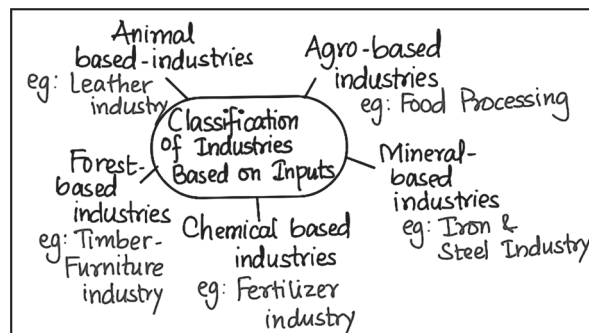 Animal
based-industries
eg: Leather
industry
Agro-based
industries
eg: Food Processing
Classification
of Industries
Based on Inputs
Forest-
based
industries
eg: Timber-
Furniture
industry
Chemical based
industries
eg: Fertilizer
industry
Mineral-
based
industries
eg: Iron &
Steel Industry